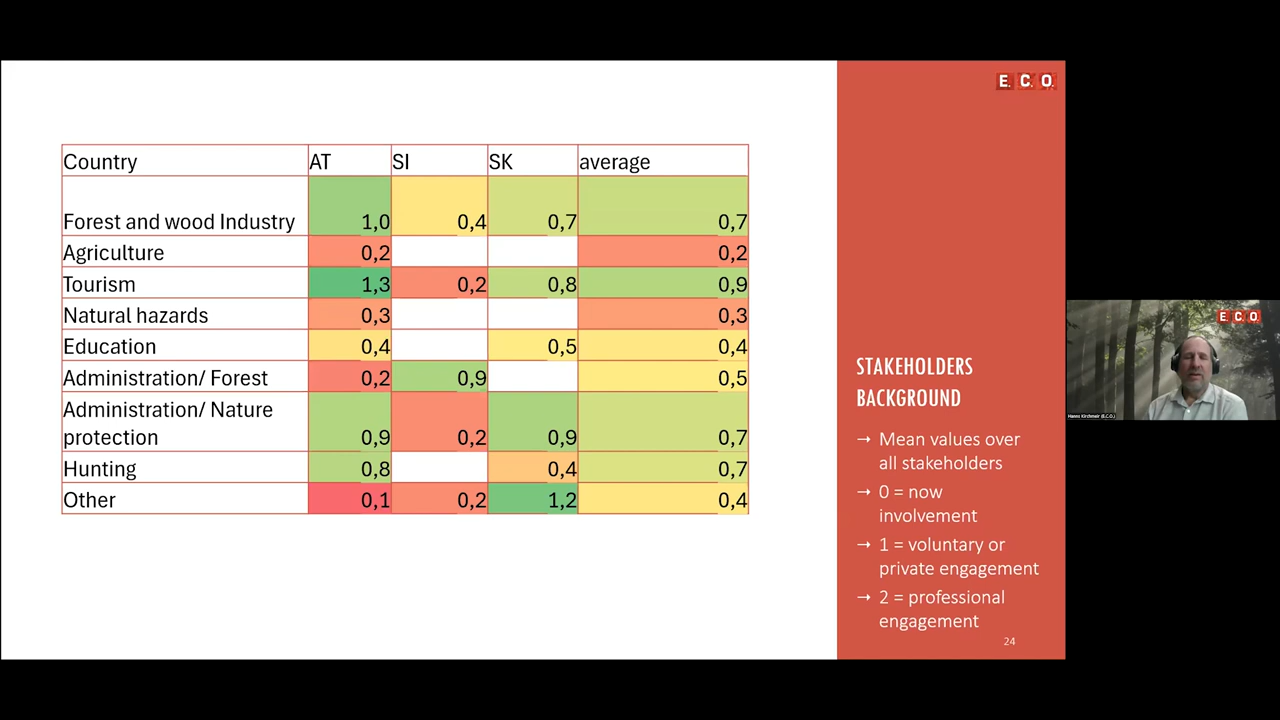 E. C. O.
Country AT SI SK average
Forest and wood Industry 1,0 0,4 0,7 0,7
Agriculture 0,2 0,2
Tourism 1,3 0,2 0,8 0,9
Natural hazards 0,3 0,3
Education 0,4 0,5 0,4
Administration/ Forest 0,2 0,9 0,5
Administration/ Nature
protection 0,9 0,2 0,9 0,7
Hunting 0,8 0,4 0,7
Other 0,1 0,2 1,2 0,4
STAKEHOLDERS
BACKGROUND
→ Mean values over
all stakeholders
→ 0 = now
involvement
→ 1 = voluntary or
private engagement
→ 2 = professional
engagement
24
E. C. O.
Hanns Kirchmeir (E.C.O.)